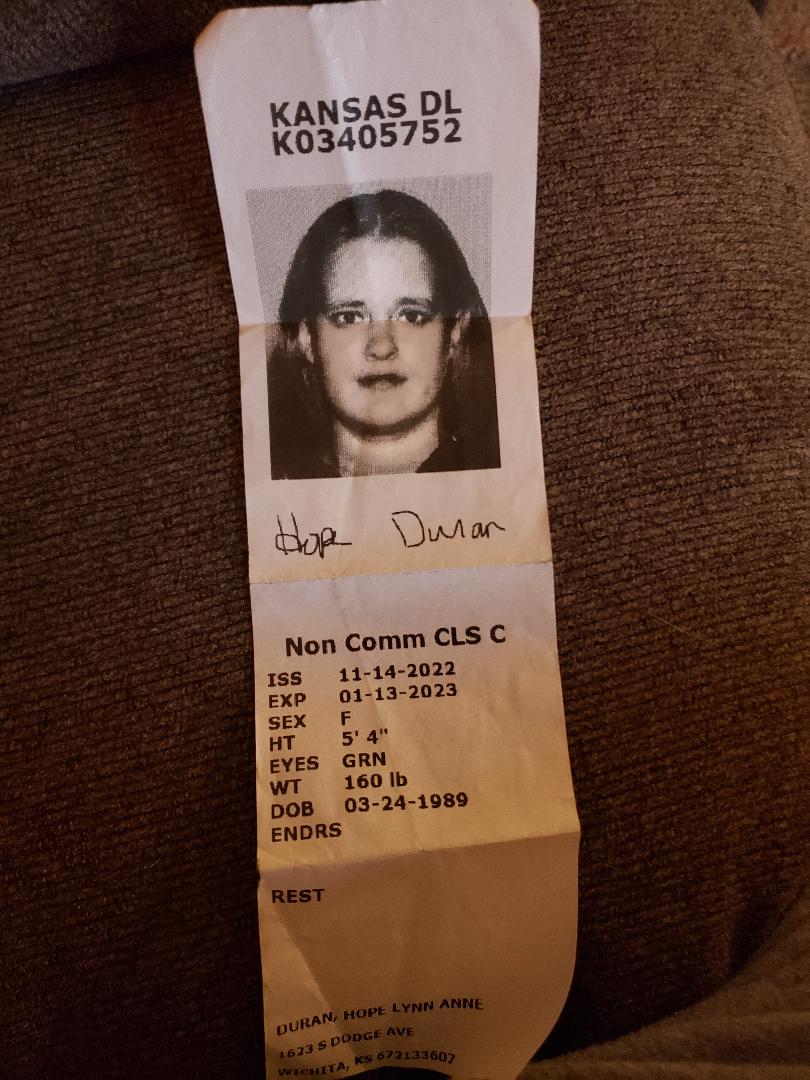 KANSAS DL
K03405752
Hope Duran
Non Comm CLS C
ISS 11-14-2022
EXP 01-13-2023
SEX F
HT 5' 4"
EYES GRN
WT 160 lb
DOB 03-24-1989
ENDRS
REST
DURAN, HOPE LYNN ANNE
1623 S DODGE AVE
WICHITA, KS 672133607